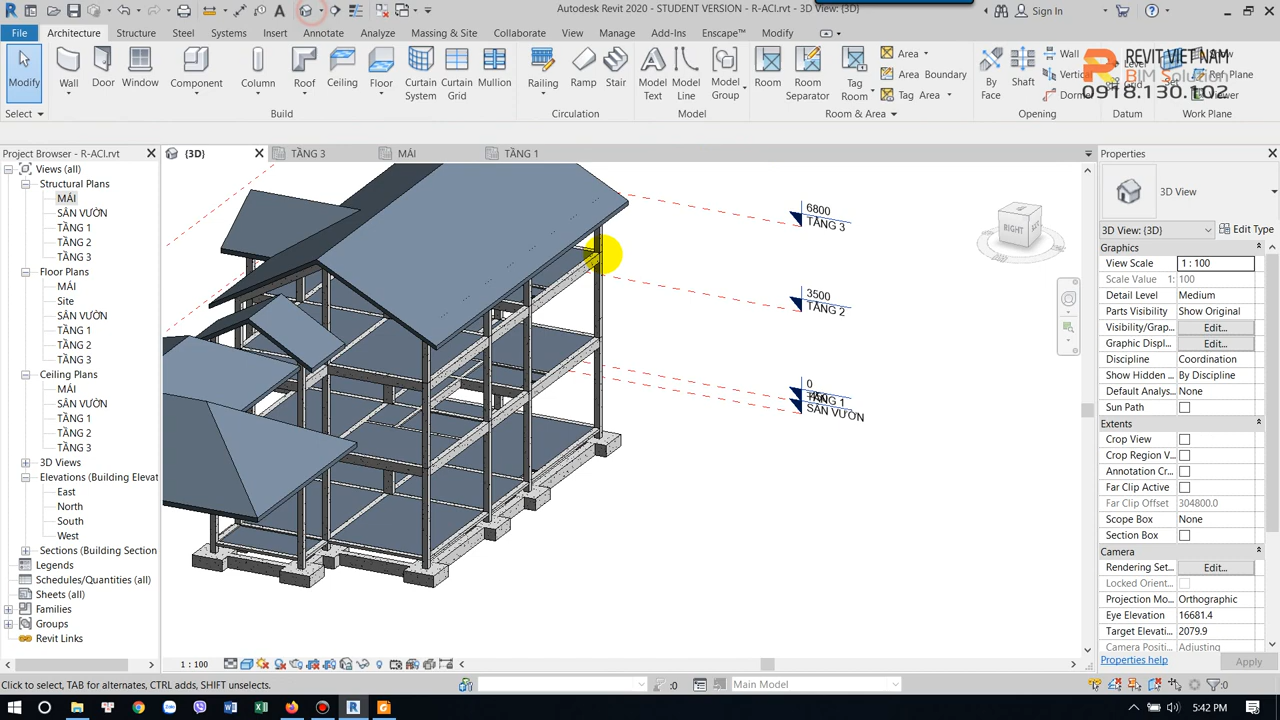 Autodesk Revit 2020 - STUDENT VERSION - R-ACI.rvt - 3D View: {3D}
Sign In
File Architecture Structure Steel Systems Insert Annotate Analyze Massing & Site Collaborate View Manage Add-Ins Enscape™ Modify
Modify Wall Door Window Component Column Roof Ceiling Floor Curtain System Curtain Grid Mullion Railing Ramp Stair Model Text Model Line Model Group Room Room Separator Tag Room
Area
Area Boundary
Tag Area
By Face
Shaft
Wall
Vertical
Dormer
REVIT VIET NAM
BIM Solution
0918.130.102
Level
Ref Plane
Viewer
Select Build Circulation Model Room & Area Opening Datum Work Plane
Project Browser - R-ACI.rvt
{3D} TẦNG 3 MÁI TẦNG 1
Properties
Views (all)
Structural Plans
MÁI
SÂN VƯỜN
TẦNG 1
TẦNG 2
TẦNG 3
Floor Plans
MÁI
Site
SÂN VƯỜN
TẦNG 1
TẦNG 2
TẦNG 3
Ceiling Plans
MÁI
SÂN VƯỜN
TẦNG 1
TẦNG 2
TẦNG 3
3D Views
Elevations (Building Elevat
East
North
South
West
Sections (Building Section
Legends
Schedules/Quantities (all)
Sheets (all)
Families
Groups
Revit Links
6800
TẦNG 3
3500
TẦNG 2
0
TẦNG 1
SÂN VƯỜN
RIGHT
3D View
3D View: {3D} Edit Type
Graphics
View Scale 1 : 100
Scale Value 1: 100
Detail Level Medium
Parts Visibility Show Original
Visibility/Grap... Edit...
Graphic Displ... Edit...
Discipline Coordination
Show Hidden ... By Discipline
Default Analys... None
Sun Path
Extents
Crop View
Crop Region V...
Annotation Cr...
Far Clip Active
Far Clip Offset 304800.0
Scope Box None
Section Box
Camera
Rendering Set... Edit...
Locked Orient...
Projection Mo... Orthographic
Eye Elevation 16681.4
Target Elevati... 2079.9
Camera Position Adjusting
Properties help Apply
1 : 100
Click to select, TAB for alternates, CTRL adds, SHIFT unselects.
:0
Main Model
:0
5:42 PM